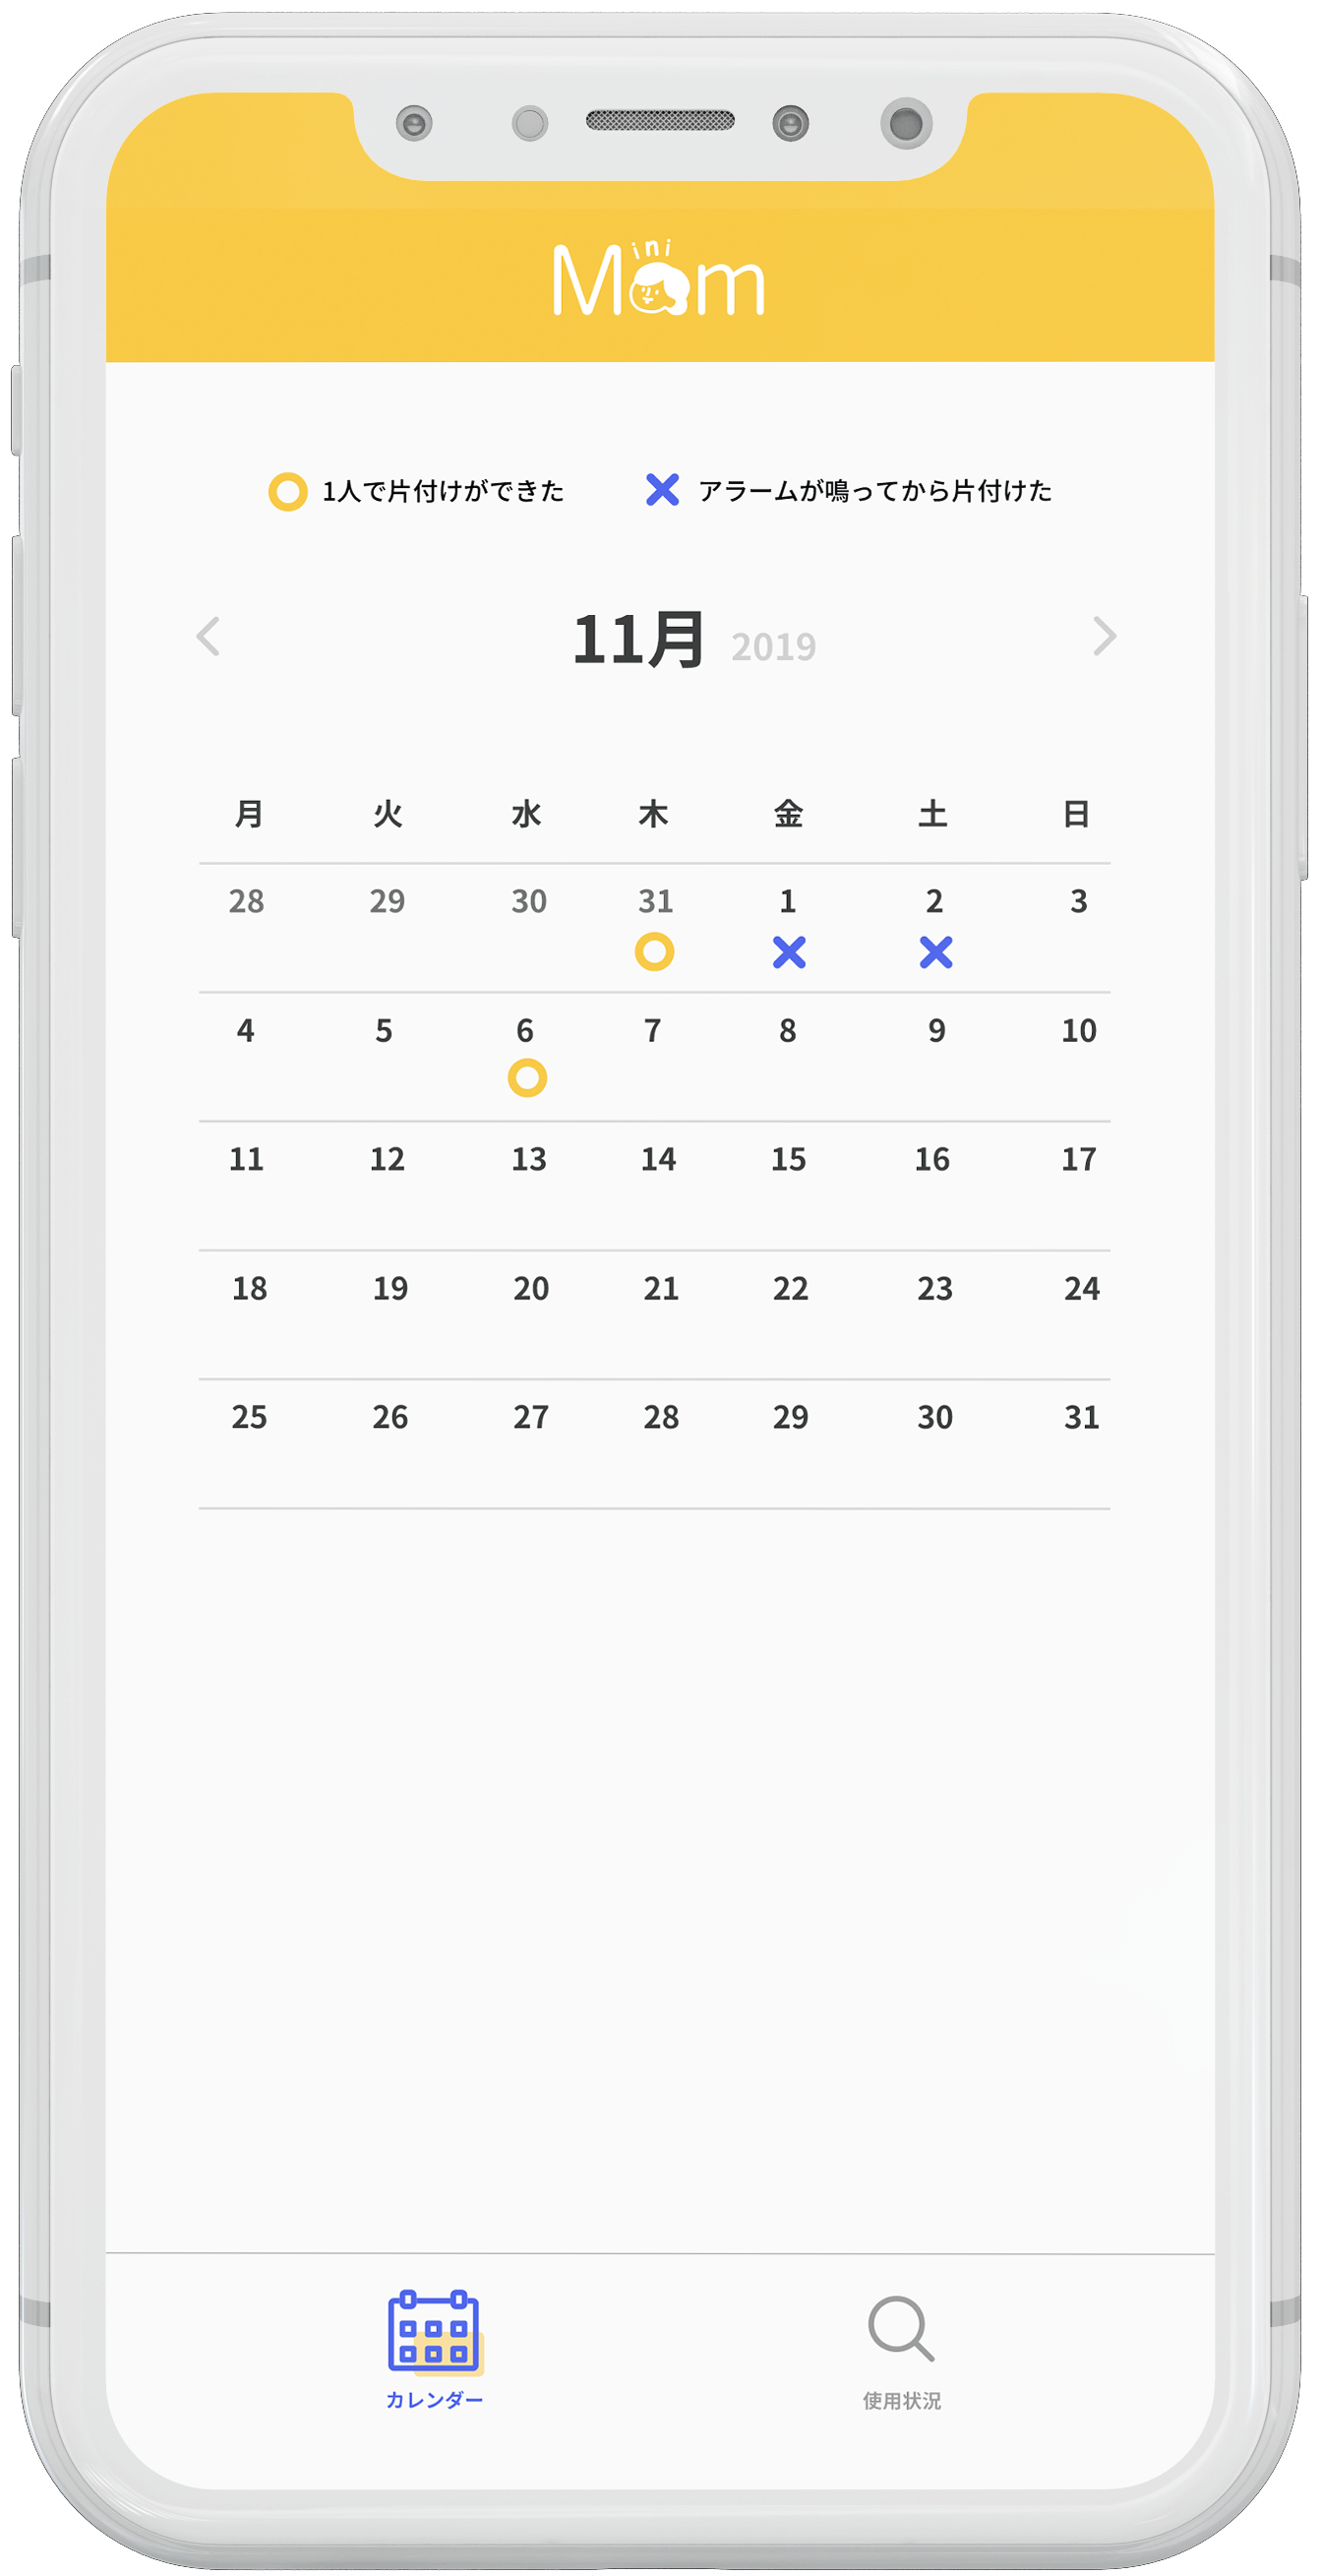 Mini Mom
1人で片付けができた アラームが鳴ってから片付けた
11月 2019
月 火 水 木 金 土 日
28 29 30 31 1 2 3
4 5 6 7 8 9 10
11 12 13 14 15 16 17
18 19 20 21 22 23 24
25 26 27 28 29 30 31
カレンダー 使用状況